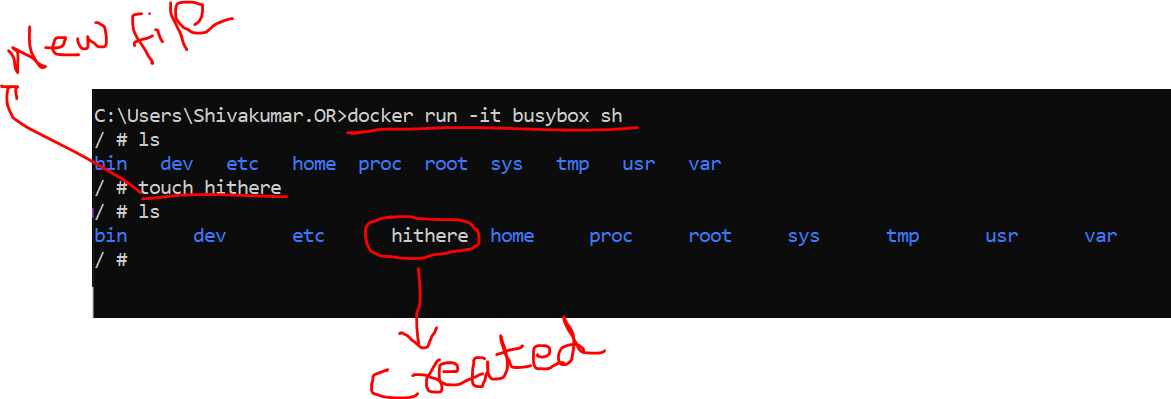 New file
C:\Users\Shivakumar.OR>docker run -it busybox sh
/ # ls
bin dev etc home proc root sys tmp usr var
/ # touch hithere
/ # ls
bin dev etc hithere home proc root sys tmp usr var
/ #
created